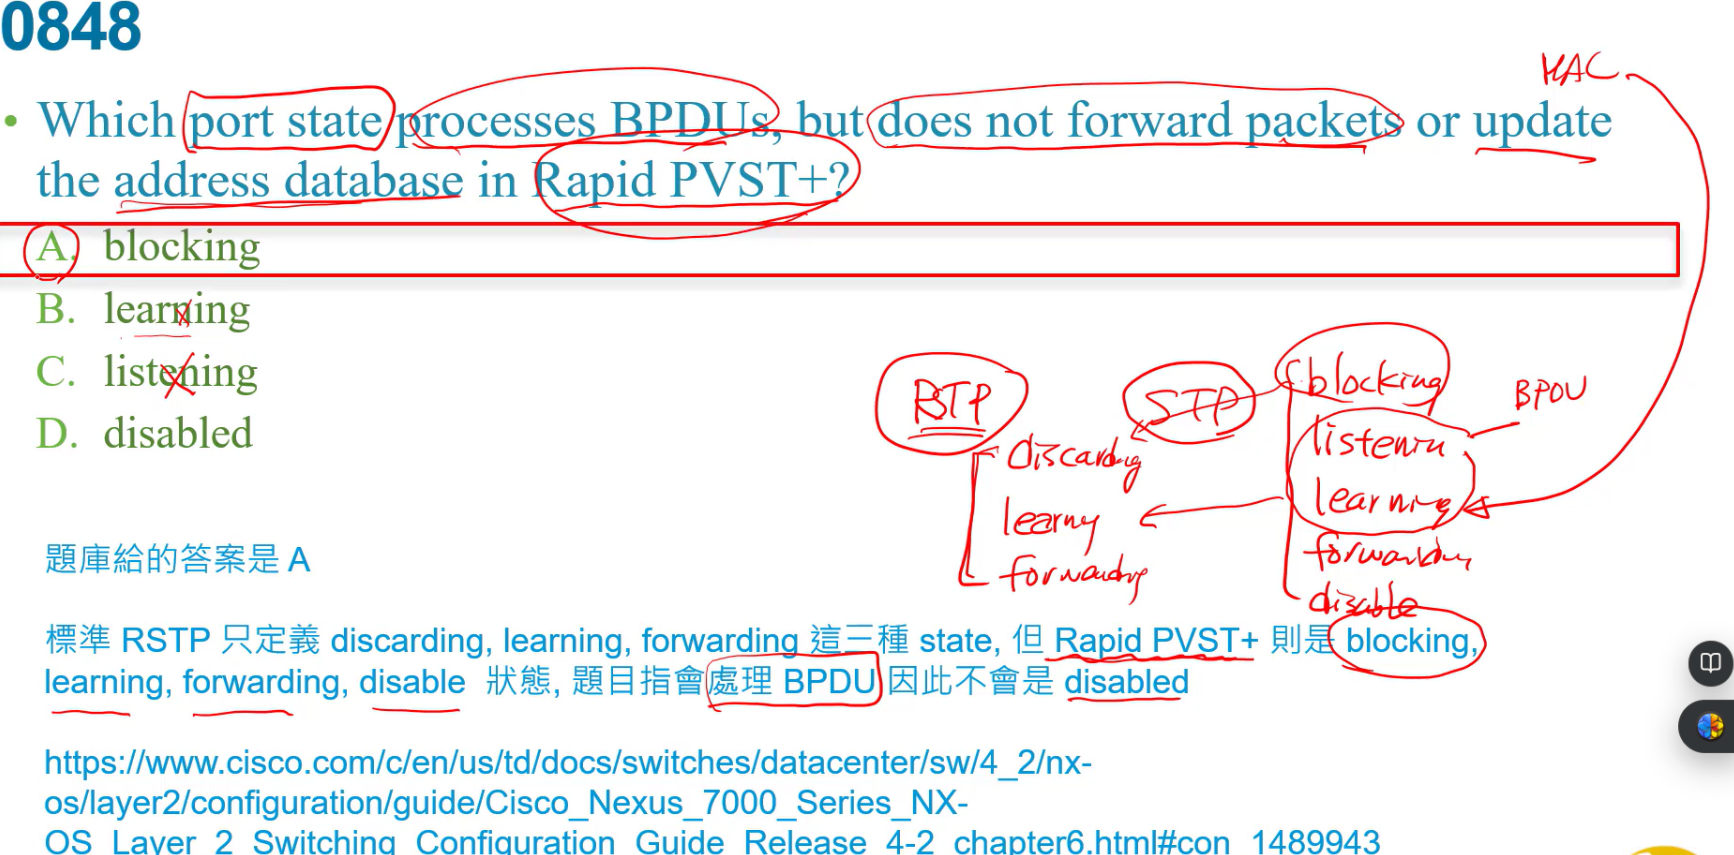 0848
MAC
• Which port state processes BPDUs, but does not forward packets or update
the address database in Rapid PVST+?
A. blocking
B. learning
C. listening
D. disabled
RSTP
discarding
learny
forwarding
STP
blocking
listenin
learning
forwarding
disable
BPDU
題庫給的答案是 A
標準 RSTP 只定義 discarding, learning, forwarding 這三種 state, 但 Rapid PVST+ 則是 blocking,
learning, forwarding, disable 狀態, 題目指會處理 BPDU 因此不會是 disabled
https://www.cisco.com/c/en/us/td/docs/switches/datacenter/sw/4_2/nx-
os/layer2/configuration/guide/Cisco_Nexus_7000_Series_NX-
OS_Layer_2_Switching_Configuration_Guide_Release_4-2_chapter6.html#con_1489943